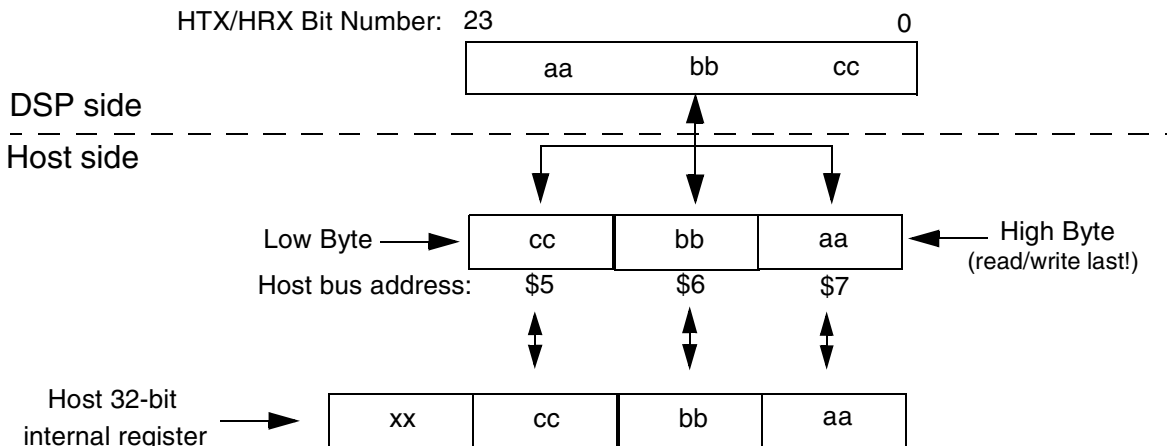 HTX/HRX Bit Number: 23 0
aa bb cc
DSP side
Host side
Low Byte cc bb aa High Byte
(read/write last!)
Host bus address: $5 $6 $7
Host 32-bit
internal register
xx cc bb aa